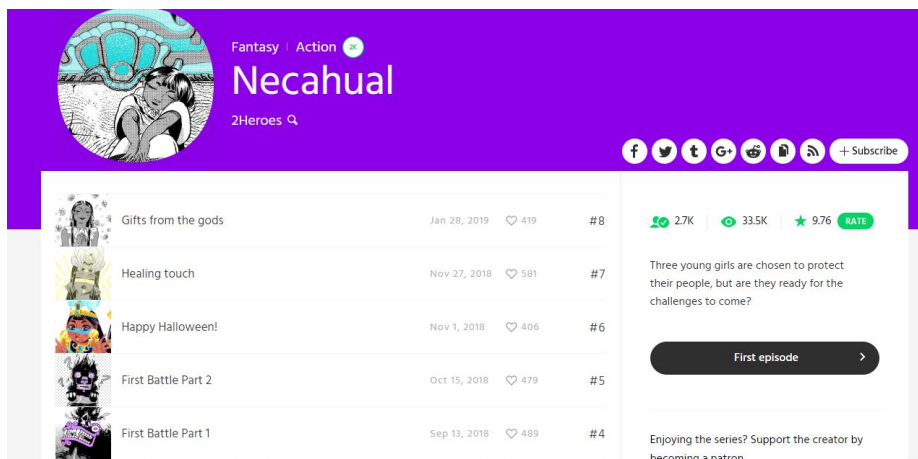 Fantasy | Action 2K
Necahual
2Heroes
+ Subscribe
Gifts from the gods Jan 28, 2019 419 #8
Healing touch Nov 27, 2018 581 #7
Happy Halloween! Nov 1, 2018 406 #6
First Battle Part 2 Oct 15, 2018 479 #5
First Battle Part 1 Sep 13, 2018 489 #4
2.7K 33.5K 9.76 RATE
Three young girls are chosen to protect
their people, but are they ready for the
challenges to come?
First episode
Enjoying the series? Support the creator by
becoming a patron